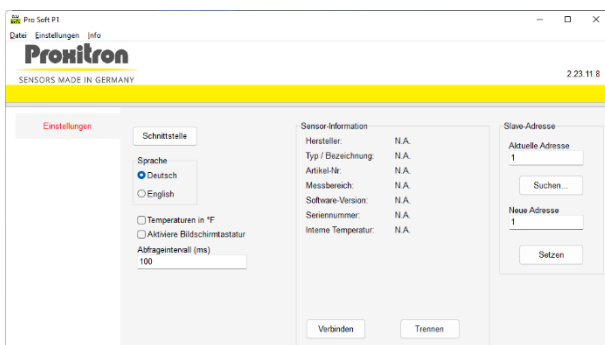 Pro Soft P1
Datei Einstellungen Info
Proxitron
SENSORS MADE IN GERMANY
2.23.11.8
Einstellungen
Schnittstelle
Sprache
Deutsch
English
Temperaturen in °F
Aktiviere Bildschirmtastatur
Abfrageintervall (ms)
100
Sensor-Information
Hersteller: N.A.
Typ / Bezeichnung: N.A.
Artikel-Nr: N.A.
Messbereich: N.A.
Software-Version: N.A.
Seriennummer: N.A.
Interne Temperatur: N.A.
Verbinden Trennen
Slave-Adresse
Aktuelle Adresse
1
Suchen...
Neue Adresse
1
Setzen